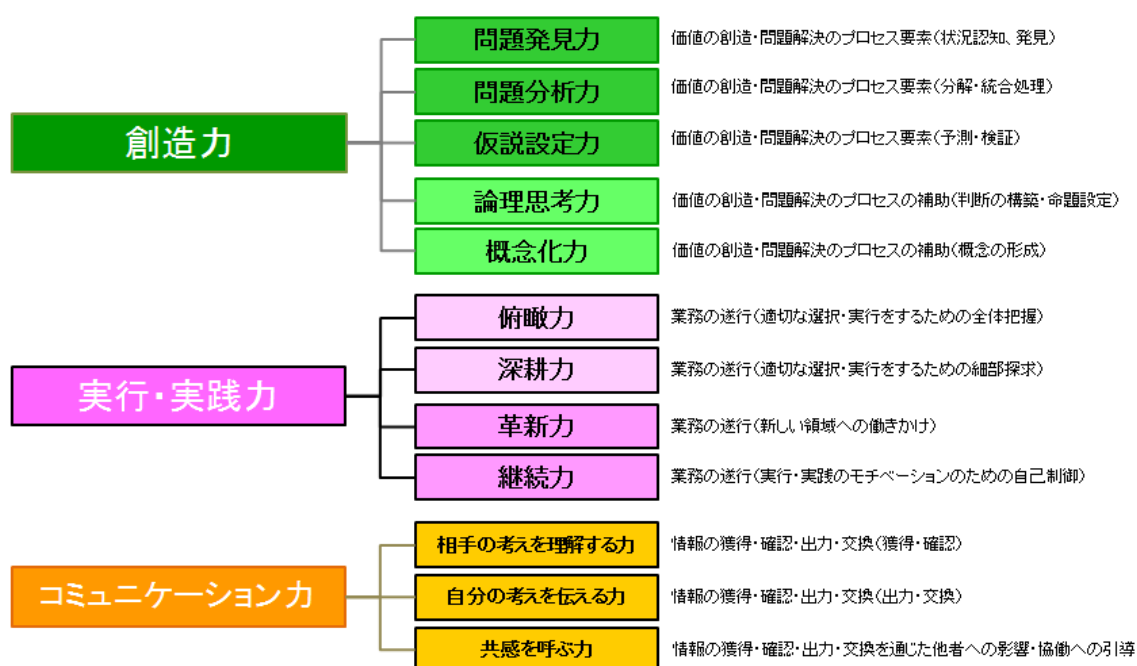 創造力
問題発見力 価値の創造・問題解決のプロセス要素(状況認知、発見)
問題分析力 価値の創造・問題解決のプロセス要素(分解・統合処理)
仮説設定力 価値の創造・問題解決のプロセス要素(予測・検証)
論理思考力 価値の創造・問題解決のプロセスの補助(判断の構築・命題設定)
概念化力 価値の創造・問題解決のプロセスの補助(概念の形成)
実行・実践力
俯瞰力 業務の遂行(適切な選択・実行をするための全体把握)
深耕力 業務の遂行(適切な選択・実行をするための細部探求)
革新力 業務の遂行(新しい領域への働きかけ)
継続力 業務の遂行(実行・実践のモチベーションのための自己制御)
コミュニケーション力
相手の考えを理解する力 情報の獲得・確認・出力・交換(獲得・確認)
自分の考えを伝える力 情報の獲得・確認・出力・交換(出力・交換)
共感を呼ぶ力 情報の獲得・確認・出力・交換を通じた他者への影響・協働への引導